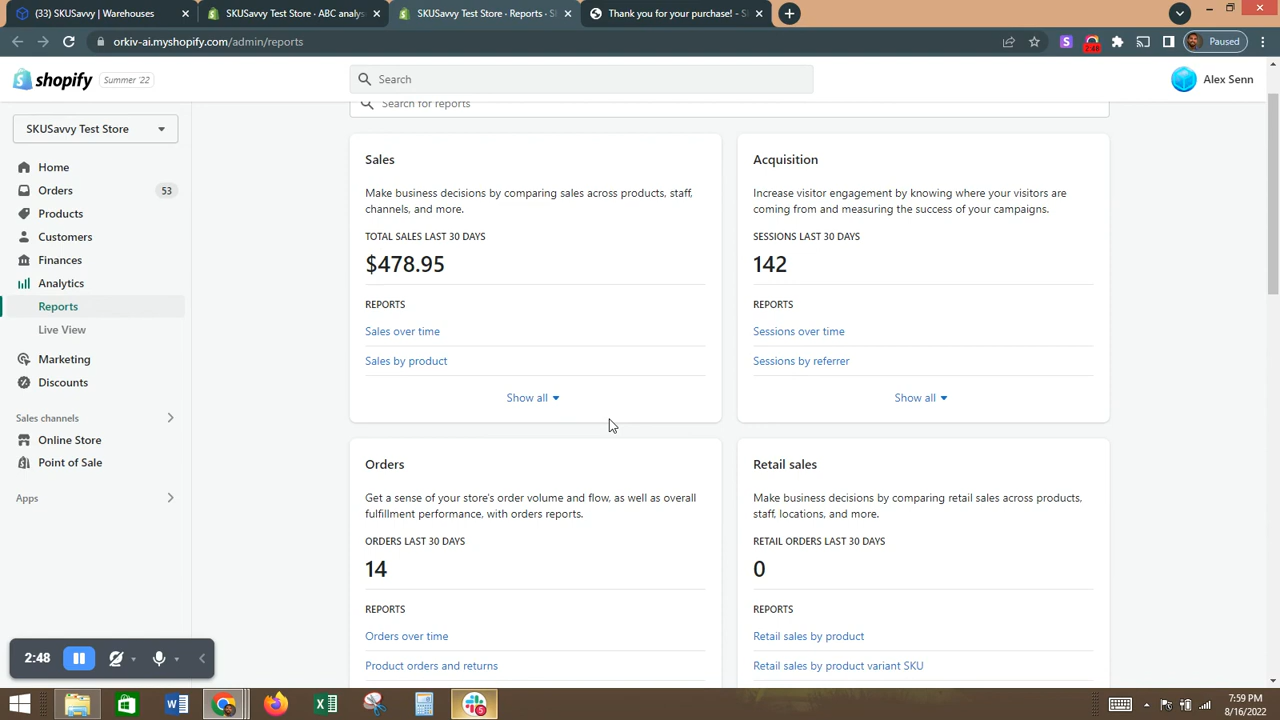 (33) SKUSavvy | Warehouses
SKUSavvy Test Store - ABC analys
SKUSavvy Test Store - Reports - S
Thank you for your purchase! - S
orkiv-ai.myshopify.com/admin/reports
S
2:48
Paused
shopify
Summer '22
Search
Alex Senn
SKUSavvy Test Store
Home
Orders
53
Products
Customers
Finances
Analytics
Reports
Live View
Marketing
Discounts
Sales channels
Online Store
Point of Sale
Apps
Search for reports
Sales
Make business decisions by comparing sales across products, staff,
channels, and more.
TOTAL SALES LAST 30 DAYS
$478.95
REPORTS
Sales over time
Sales by product
Show all
Acquisition
Increase visitor engagement by knowing where your visitors are
coming from and measuring the success of your campaigns.
SESSIONS LAST 30 DAYS
142
REPORTS
Sessions over time
Sessions by referrer
Show all
Orders
Get a sense of your store's order volume and flow, as well as overall
fulfillment performance, with orders reports.
ORDERS LAST 30 DAYS
14
REPORTS
Orders over time
Product orders and returns
Retail sales
Make business decisions by comparing retail sales across products,
staff, locations, and more.
RETAIL ORDERS LAST 30 DAYS
0
REPORTS
Retail sales by product
Retail sales by product variant SKU
2:48
7:59 PM
8/16/2022